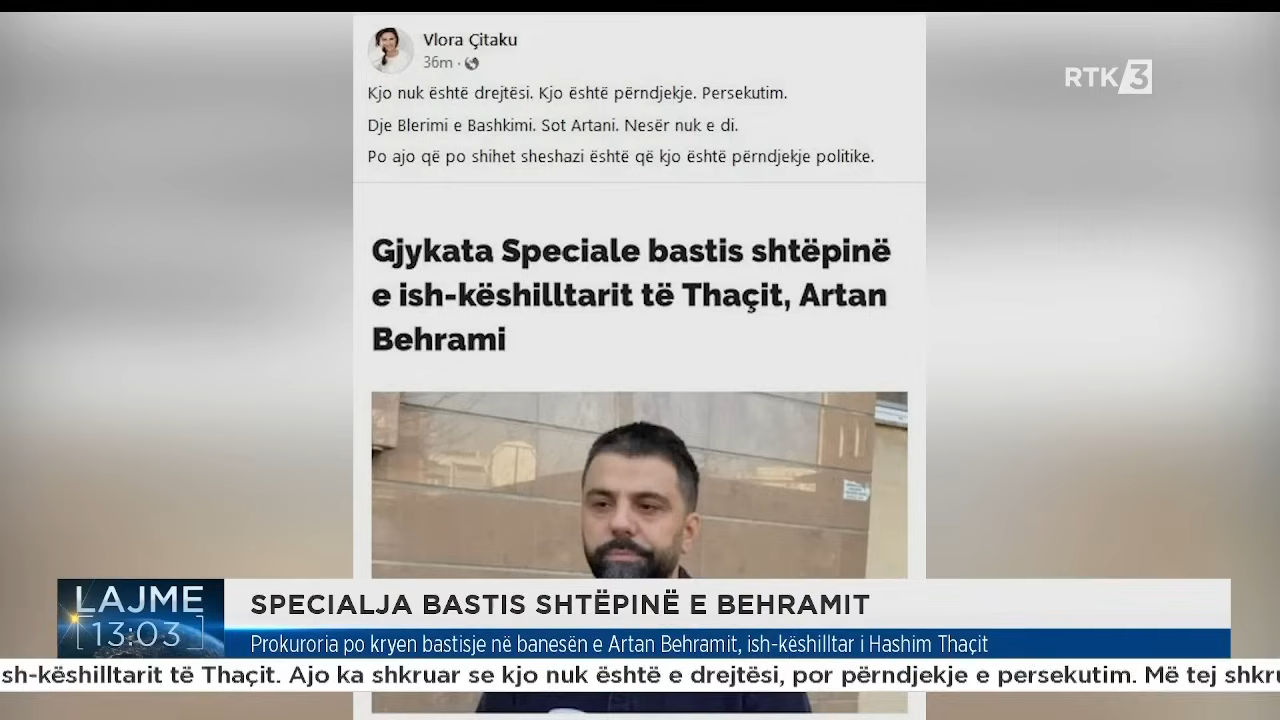 Vlora Çitaku
36m ·
Kjo nuk është drejtësi. Kjo është përndjekje. Persekutim.
Dje Blerimi e Bashkimi. Sot Artani. Nesër nuk e di.
Po ajo që po shihet sheshazi është që kjo është përndjekje politike.
RTK 3
Gjykata Speciale bastis shtëpinë
e ish-këshilltarit të Thaçit, Artan
Behrami
LAJME
13:03
SPECIALJA BASTIS SHTËPINË E BEHRAMIT
Prokuroria po kryen bastisje në banesën e Artan Behramit, ish-këshilltar i Hashim Thaçit
sh-këshilltarit të Thaçit. Ajo ka shkruar se kjo nuk është e drejtësi, por përndjekje e persekutim. Më tej shkru